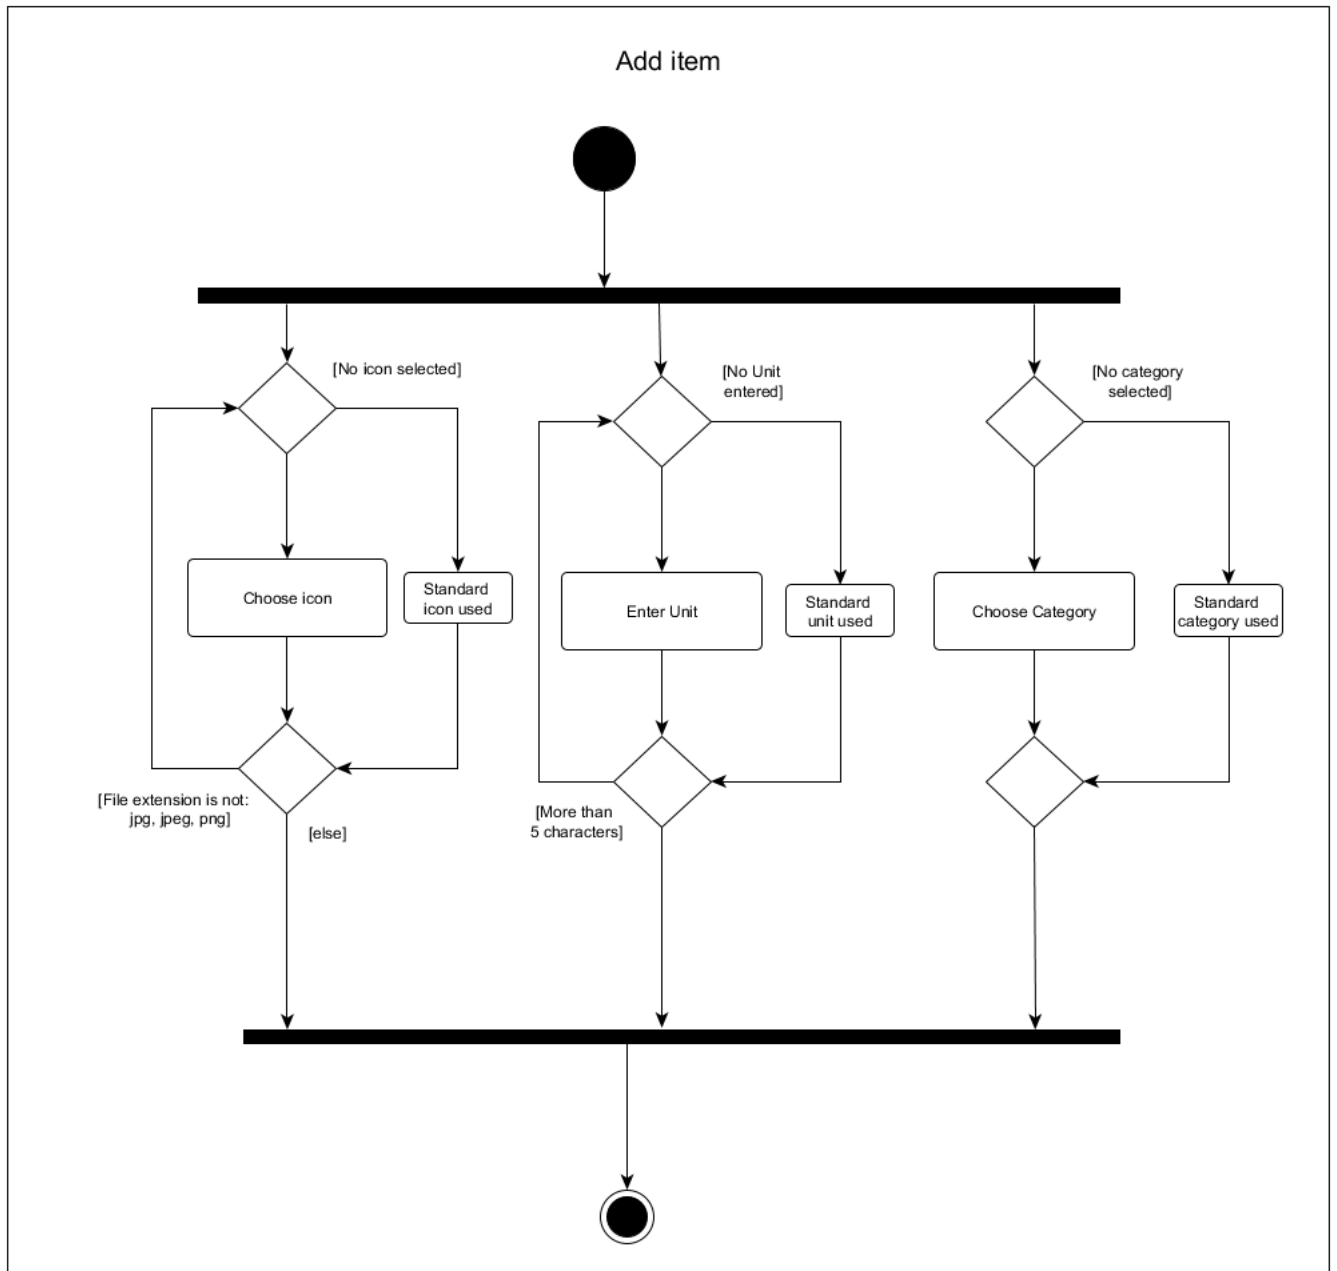 Add item
[No icon selected]
[No Unit
entered]
[No category
selected]
Choose icon
Standard
icon used
Enter Unit
Standard
unit used
Choose Category
Standard
category used
[File extension is not:
jpg, jpeg, png]
[else]
[More than
5 characters]